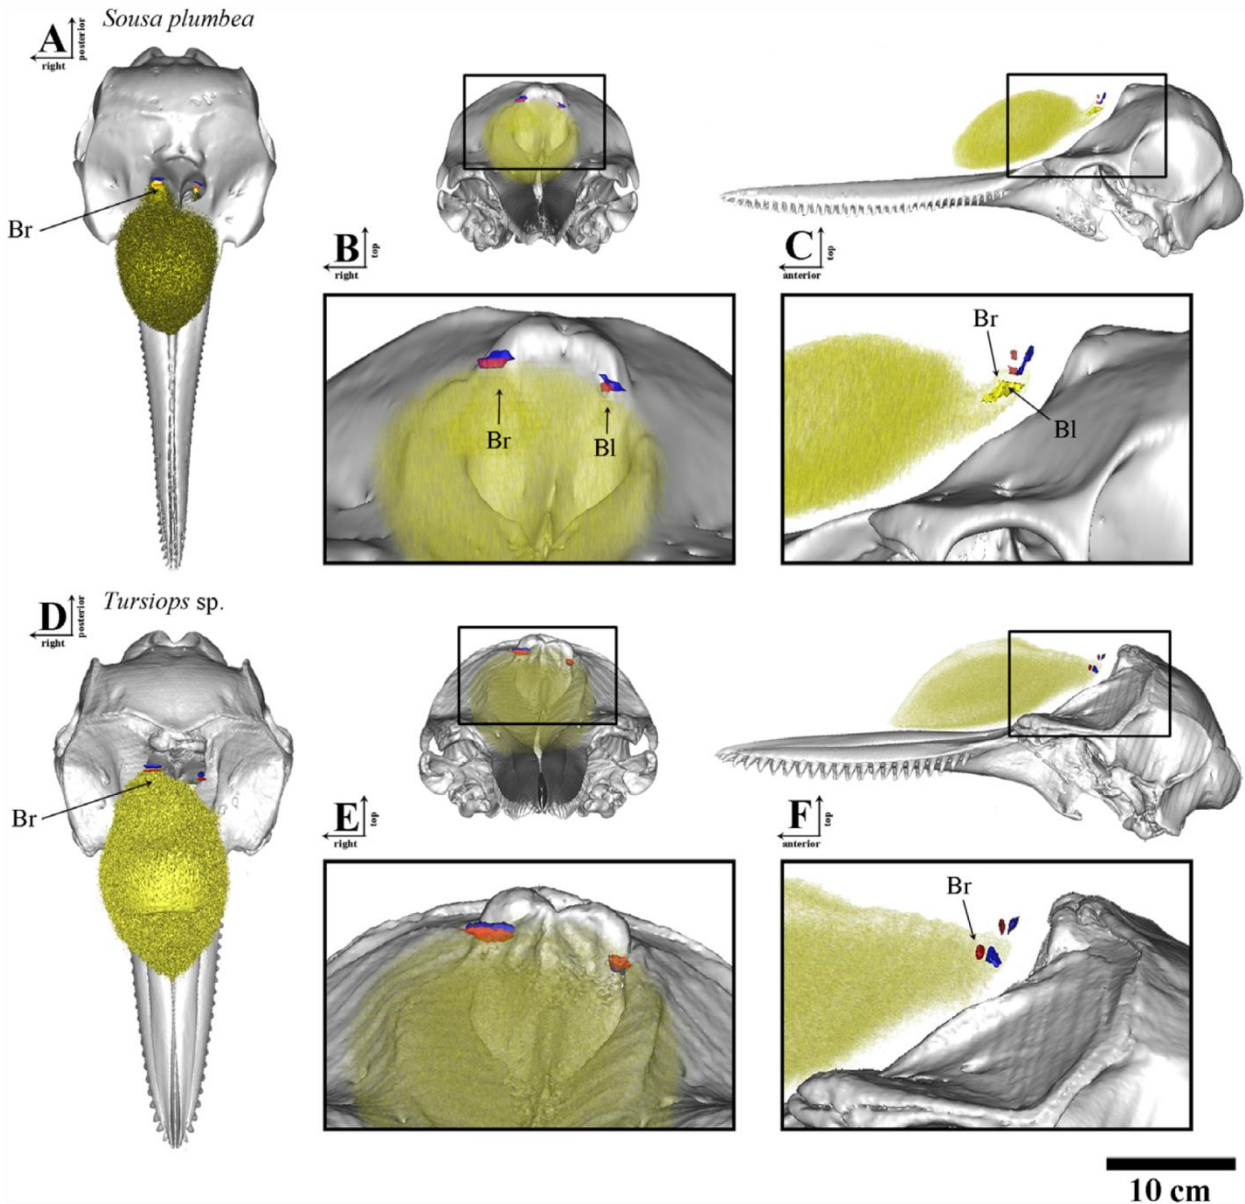 Sousa plumbea
A
posterior
right
Br
B
top
right
C
top
anterior
Br
Bl
Br
Bl
D
posterior
right
Tursiops sp.
Br
E
top
right
F
top
anterior
Br
10 cm